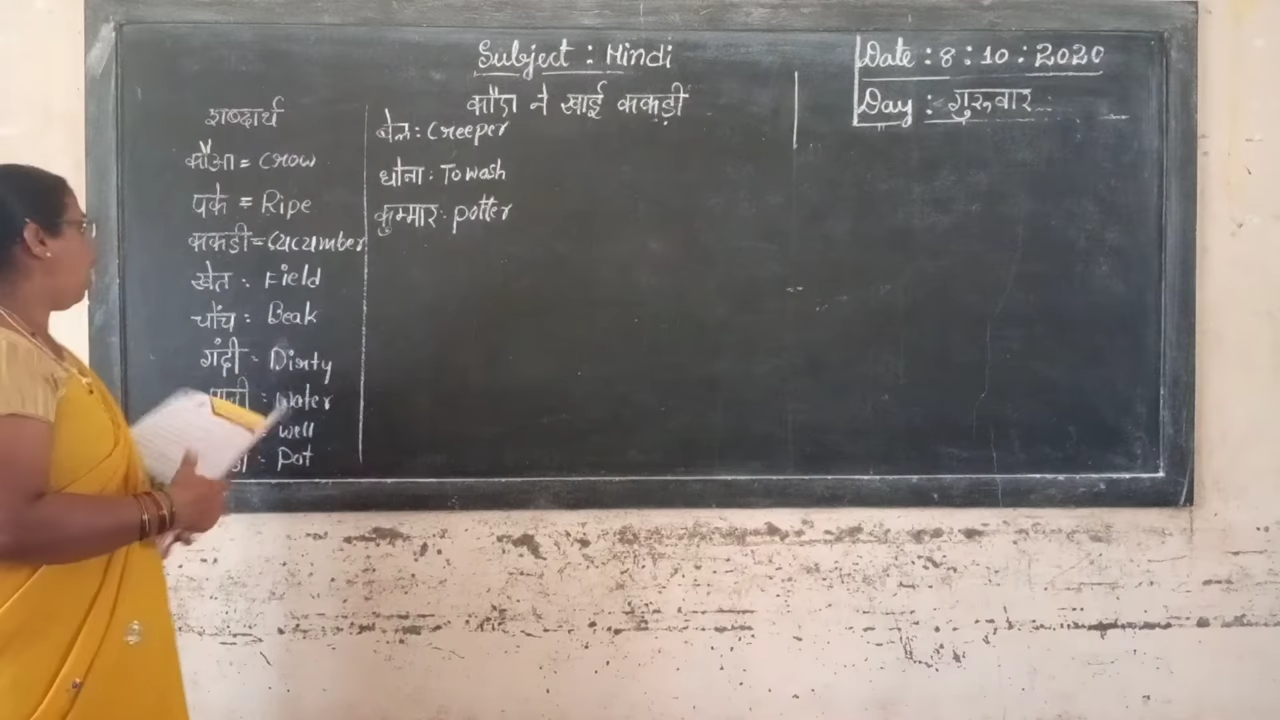 Subject : Hindi
Date : 8 : 10 : 2020
Day : गुरुवार
कौए ने खाई ककड़ी
शब्दार्थ
कौआ = Crow
पके = Ripe
ककडी = Cucumber
खेत : Field
चोंच : Beak
गंदी - Dirty
: Water
: well
: Pot
बेल : Creeper
धोना : To wash
कुम्मार : potter